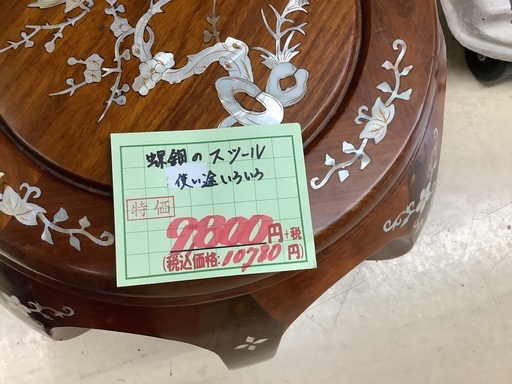 螺鈿のスツール
使い途いろいろ
特価
9800円+税
(税込価格:10780円)